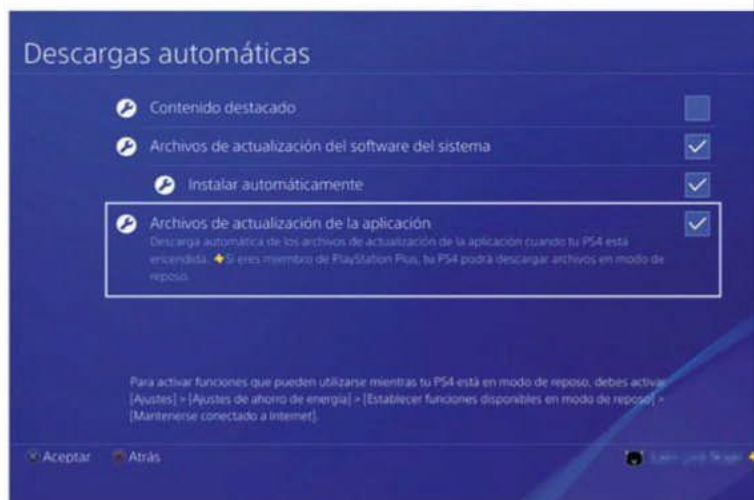 Descargas automáticas
Contenido destacado
Archivos de actualización del software del sistema
Instalar automáticamente
Archivos de actualización de la aplicación
Descarga automática de los archivos de actualización de la aplicación cuando tu PS4 está
encendida. Si eres miembro de PlayStation Plus, tu PS4 podrá descargar archivos en modo de
reposo.
Para activar funciones que pueden utilizarse mientras tu PS4 está en modo de reposo, debes activar
[Ajustes] > [Ajustes de ahorro de energía] > [Establecer funciones disponibles en modo de reposo] >
[Mantenerse conectado a Internet].
Aceptar Atrás